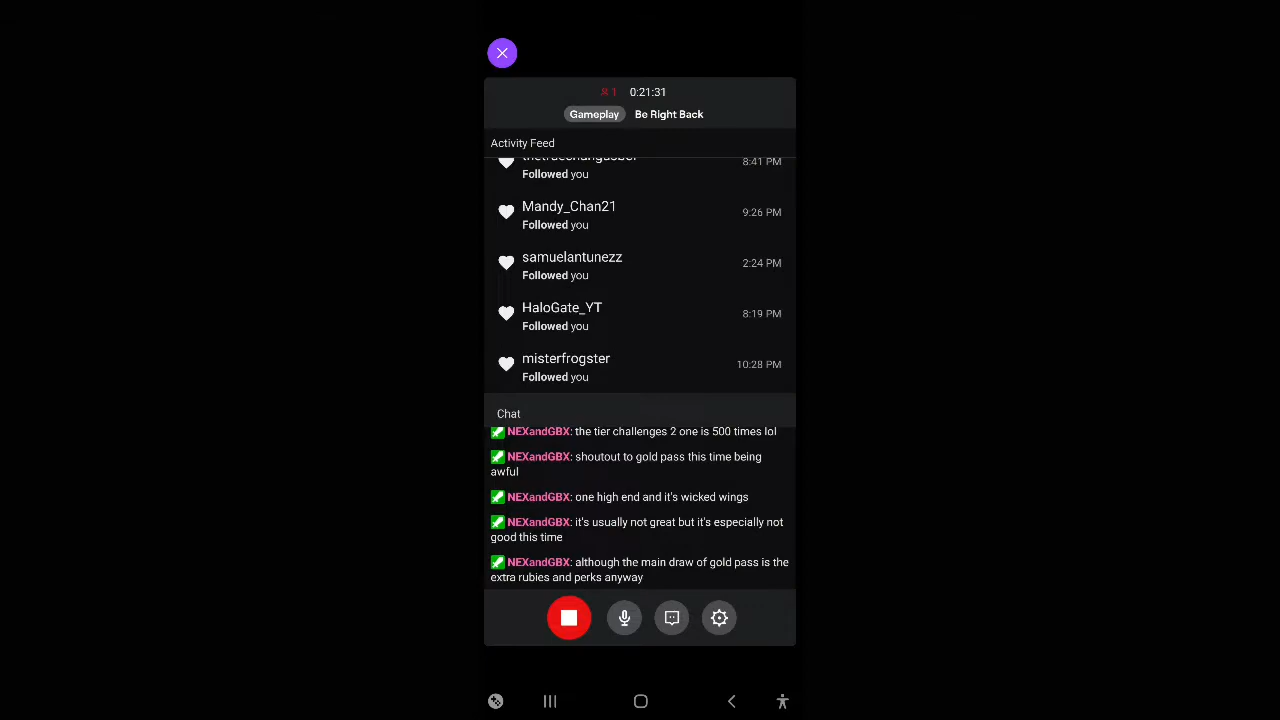 1 0:21:31
Gameplay Be Right Back
Activity Feed
8:41 PM
Followed you
Mandy_Chan21 9:26 PM
Followed you
samuelantunezz 2:24 PM
Followed you
HaloGate_YT 8:19 PM
Followed you
misterfrogster 10:28 PM
Followed you
Chat
NEXandGBX: the tier challenges 2 one is 500 times lol
NEXandGBX: shoutout to gold pass this time being
awful
NEXandGBX: one high end and it's wicked wings
NEXandGBX: it's usually not great but it's especially not
good this time
NEXandGBX: although the main draw of gold pass is the
extra rubies and perks anyway